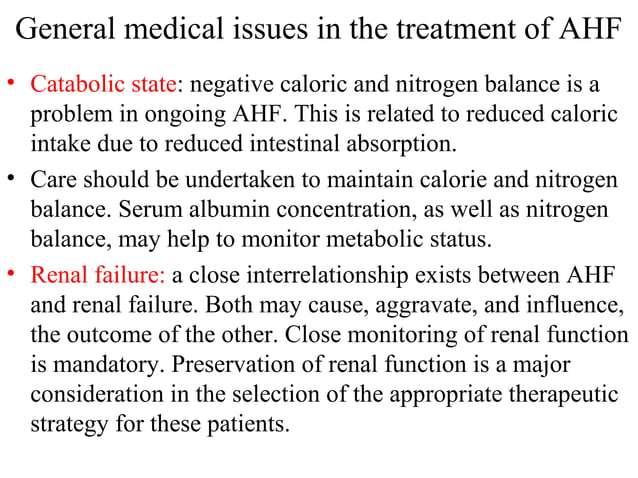 General medical issues in the treatment of AHF
• Catabolic state: negative caloric and nitrogen balance is a
problem in ongoing AHF. This is related to reduced caloric
intake due to reduced intestinal absorption.
• Care should be undertaken to maintain calorie and nitrogen
balance. Serum albumin concentration, as well as nitrogen
balance, may help to monitor metabolic status.
• Renal failure: a close interrelationship exists between AHF
and renal failure. Both may cause, aggravate, and influence,
the outcome of the other. Close monitoring of renal function
is mandatory. Preservation of renal function is a major
consideration in the selection of the appropriate therapeutic
strategy for these patients.